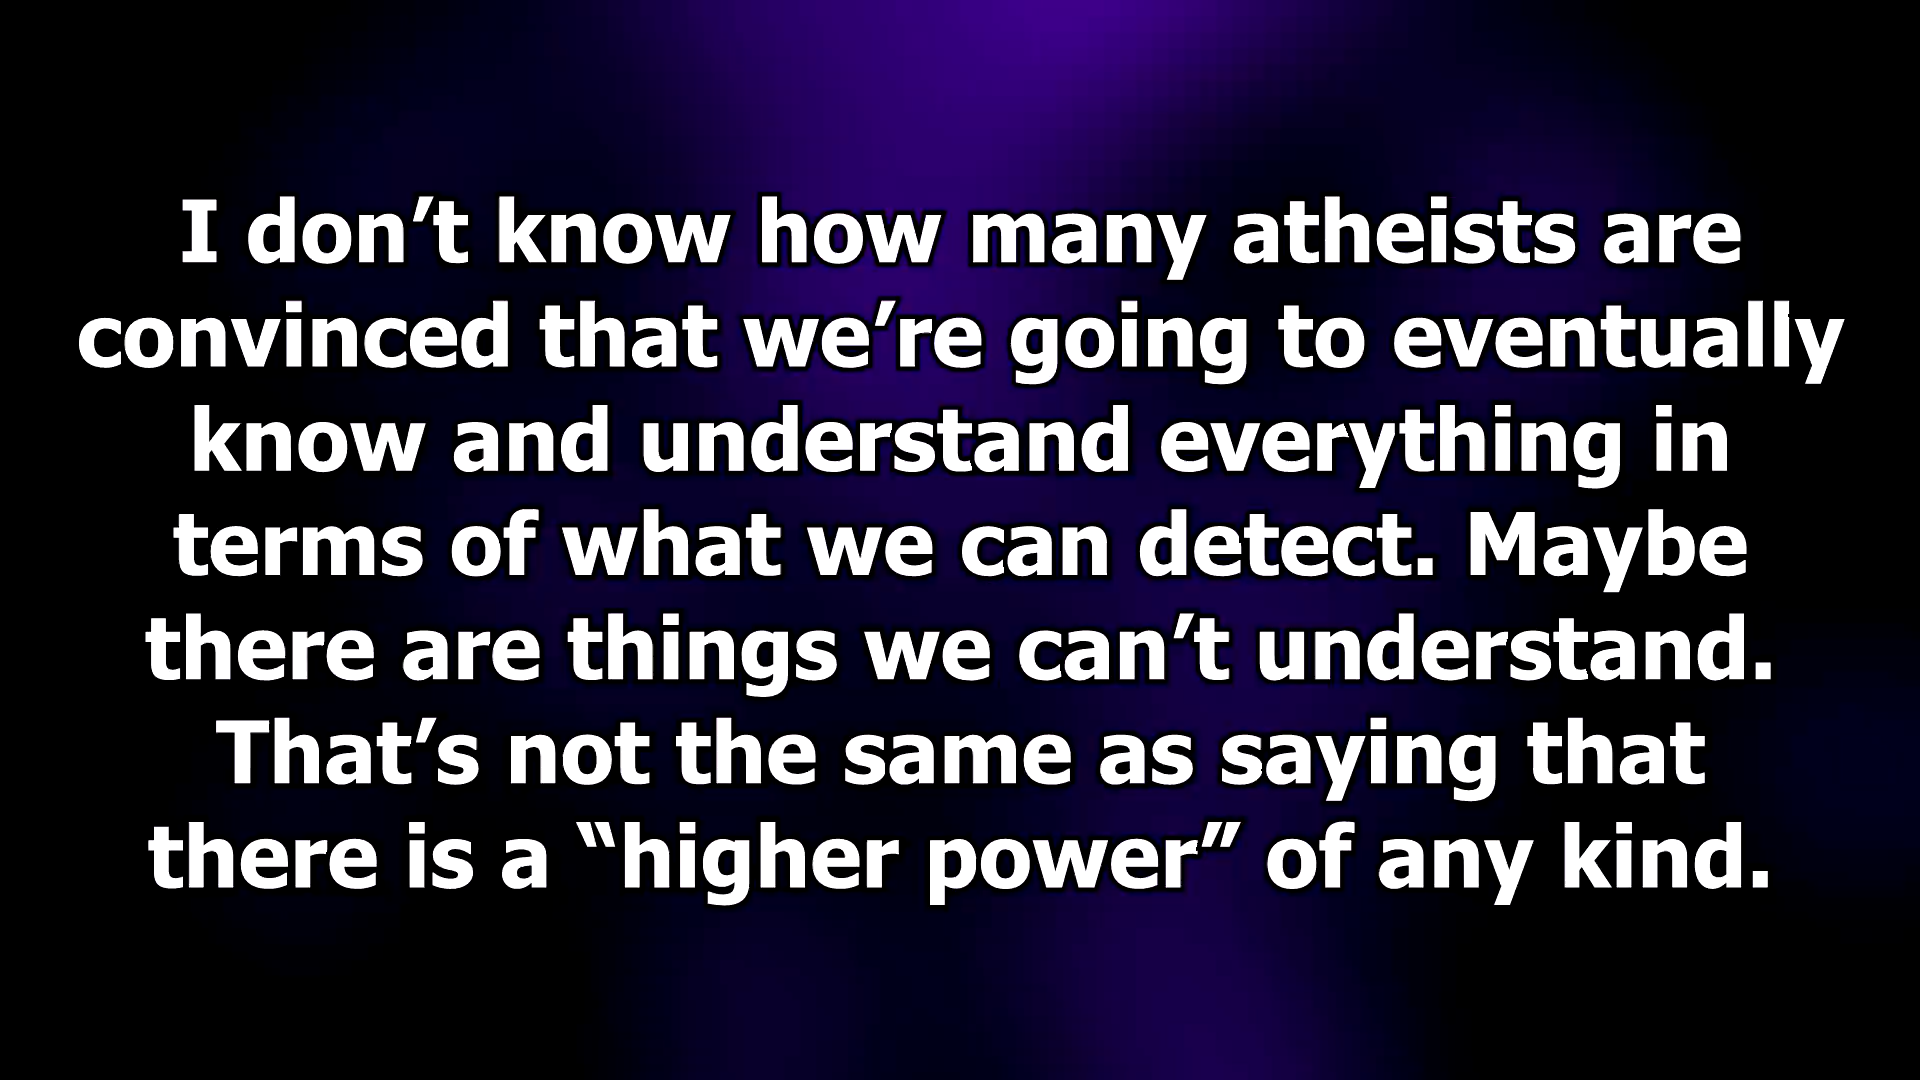 I don’t know how many atheists are
convinced that we’re going to eventually
know and understand everything in
terms of what we can detect. Maybe
there are things we can’t understand.
That’s not the same as saying that
there is a “higher power” of any kind.